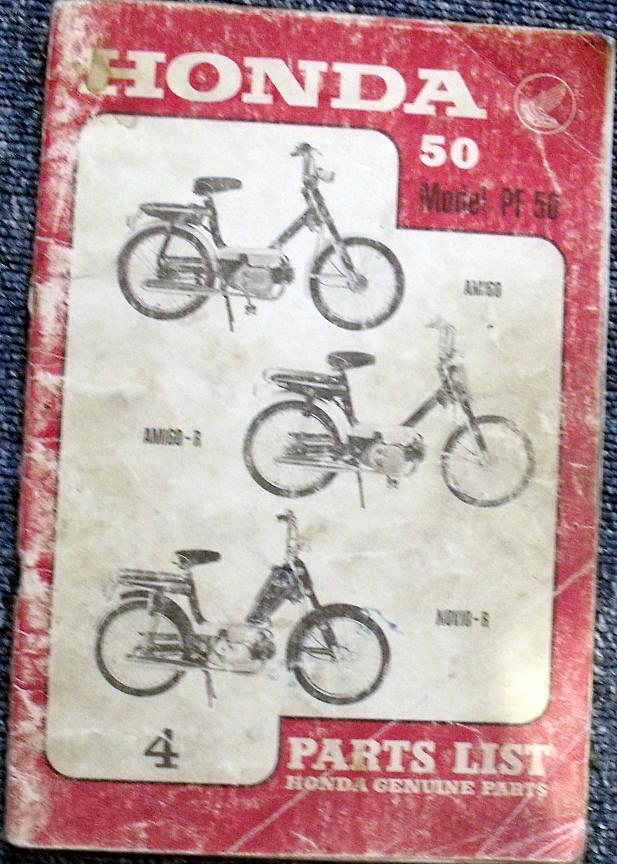 HONDA
50
Model PF 50
AMIGO
AMIGO-R
NOVIO-R
4
PARTS LIST
HONDA GENUINE PARTS